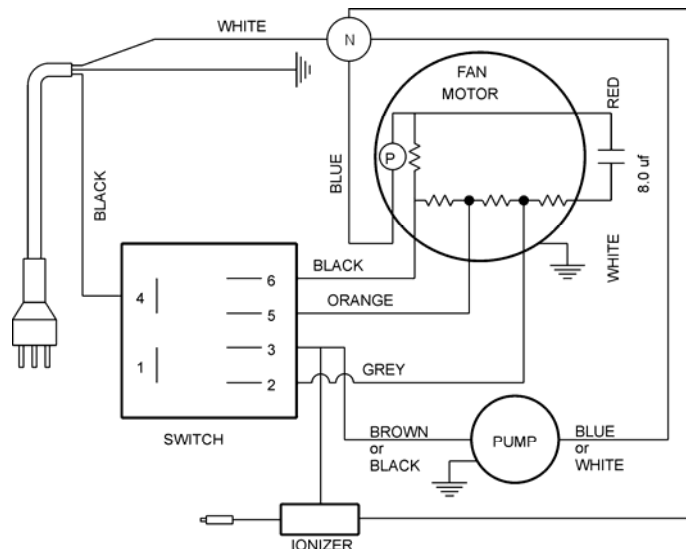 WHITE
N
FAN
MOTOR
RED
P
8.0 uf
BLUE
BLACK
WHITE
BLACK
6
4
ORANGE
5
3
1
GREY
2
SWITCH
BROWN
or
BLACK
PUMP
BLUE
or
WHITE
IONIZER